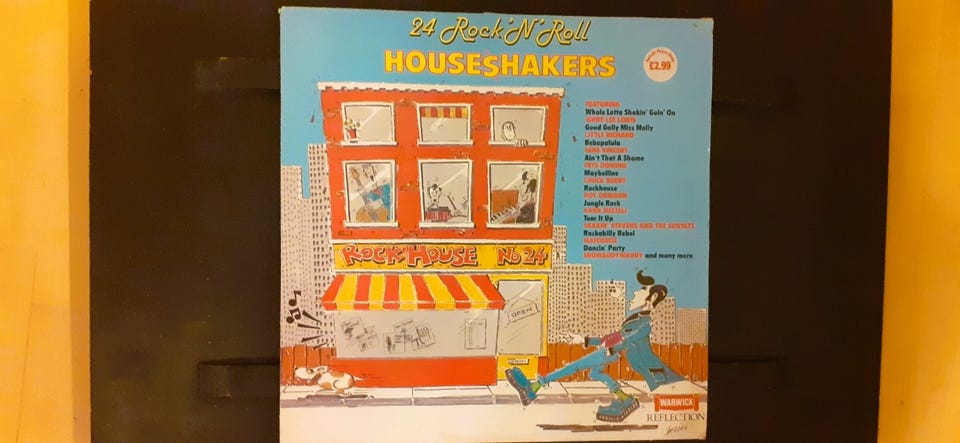 24 Rock'N'Roll
HOUSESHAKERS
£2.99
FEATURING
Whole Lotta Shakin' Goin' On
JERRY LEE LEWIS
Good Golly Miss Molly
LITTLE RICHARD
Bebopalula
GENE VINCENT
Ain't That A Shame
FATS DOMINO
Maybelline
CHUCK BERRY
Rockhouse
ROY ORBISON
Jungle Rock
HANK MIZZELL
Tear It Up
SHAKIN' STEVENS AND THE SUNSETS
Rockabilly Rebel
MATCHBOX
Dancin' Party
SHOWADDYWADDY and many more
ROCK HOUSE No 24
OPEN
WARWICK
REFLECTION
series